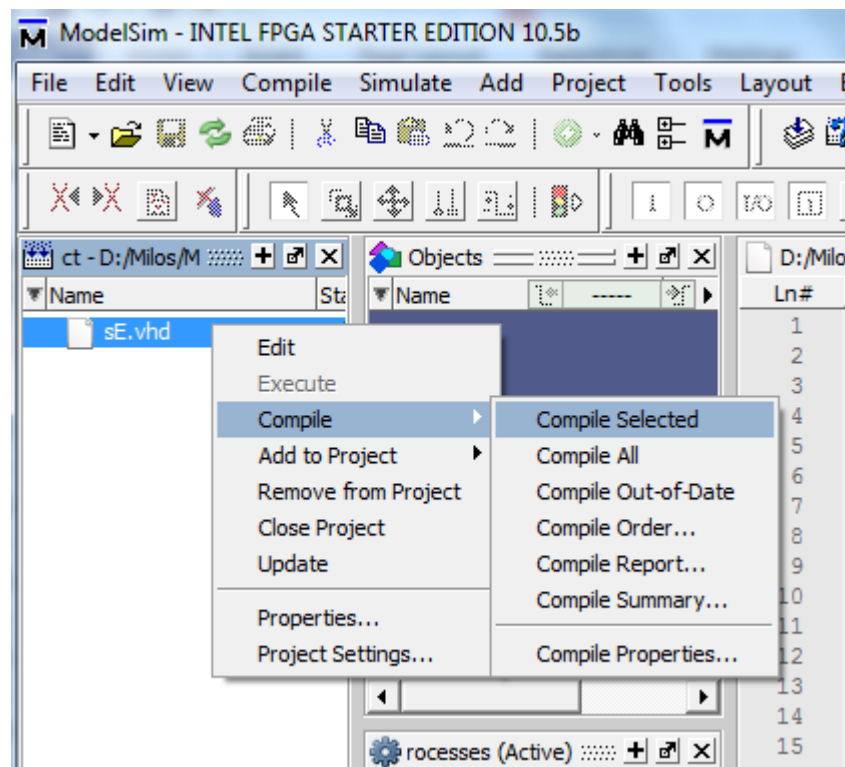 ModelSim - INTEL FPGA STARTER EDITION 10.5b
File Edit View Compile Simulate Add Project Tools Layout
ct - D:/Milos/M
Objects
D:/Milo
Name
Sta
Name
Ln#
sE.vhd
Edit
Execute
Compile
Add to Project
Remove from Project
Close Project
Update
Properties...
Project Settings...
Compile Selected
Compile All
Compile Out-of-Date
Compile Order...
Compile Report...
Compile Summary...
Compile Properties...
1
2
3
4
5
6
7
8
9
10
11
12
13
14
15
rocesses (Active)